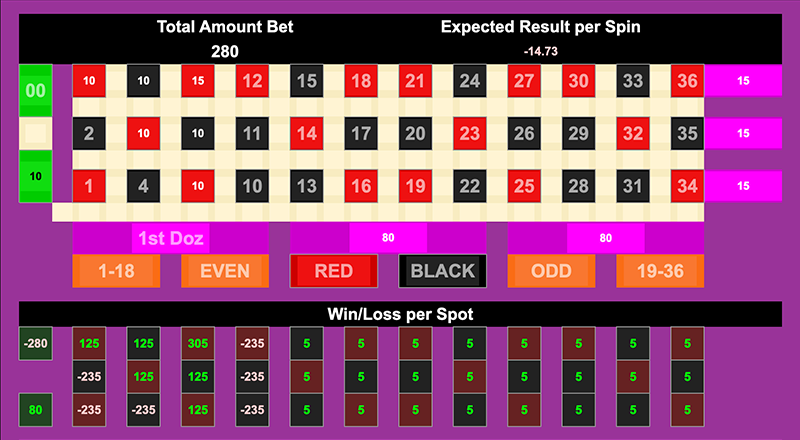 Total Amount Bet Expected Result per Spin
280 -14.73
00 10 10 15 12 15 18 21 24 27 30 33 36 15
2 10 10 11 14 17 20 23 26 29 32 35 15
10 1 4 10 10 13 16 19 22 25 28 31 34 15
1st Doz 80 80
1-18 EVEN RED BLACK ODD 19-36
Win/Loss per Spot
-280 125 125 305 -235 5 5 5 5 5 5 5 5
-235 125 125 -235 5 5 5 5 5 5 5 5
80 -235 -235 125 -235 5 5 5 5 5 5 5 5